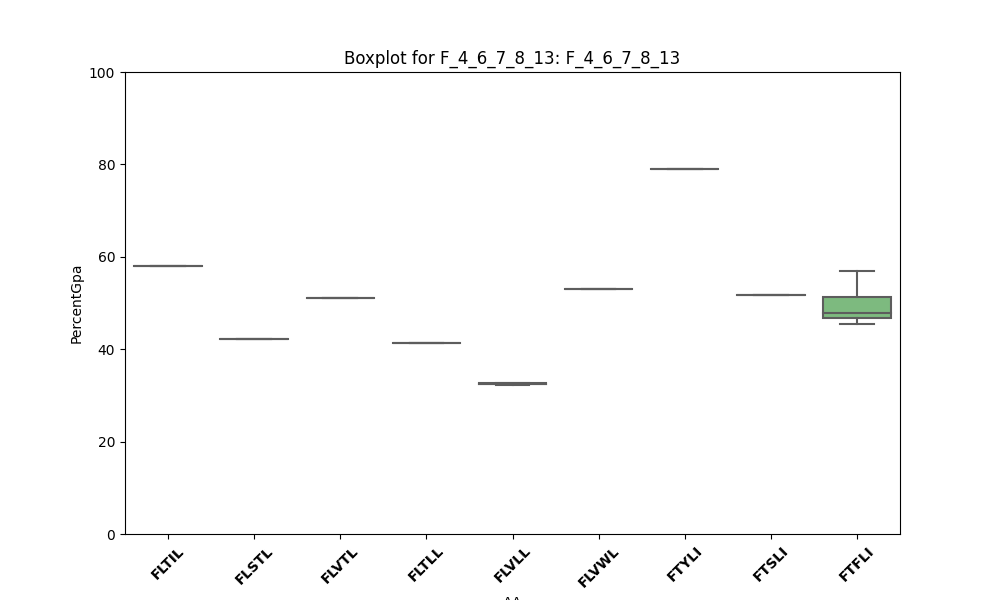 Boxplot for F_4_6_7_8_13: F_4_6_7_8_13
100
80
60
40
20
0
PercentGpa
FLTIL
FLSTL
FLVTL
FLTLL
FLVLL
FLVWL
FTYLI
FTSLI
FTFLI